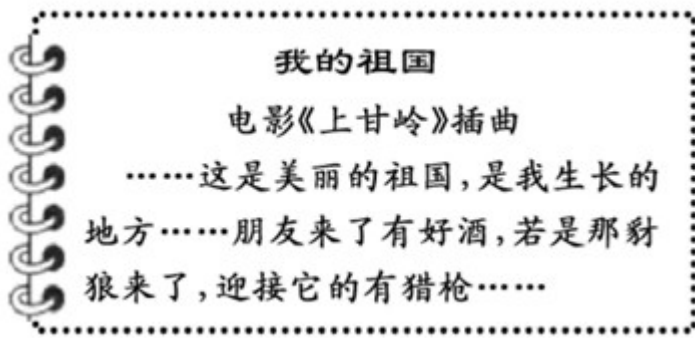 我的祖国
电影《上甘岭》插曲
……这是美丽的祖国,是我生长的
地方……朋友来了有好酒,若是那豺
狼来了,迎接它的有猎枪……